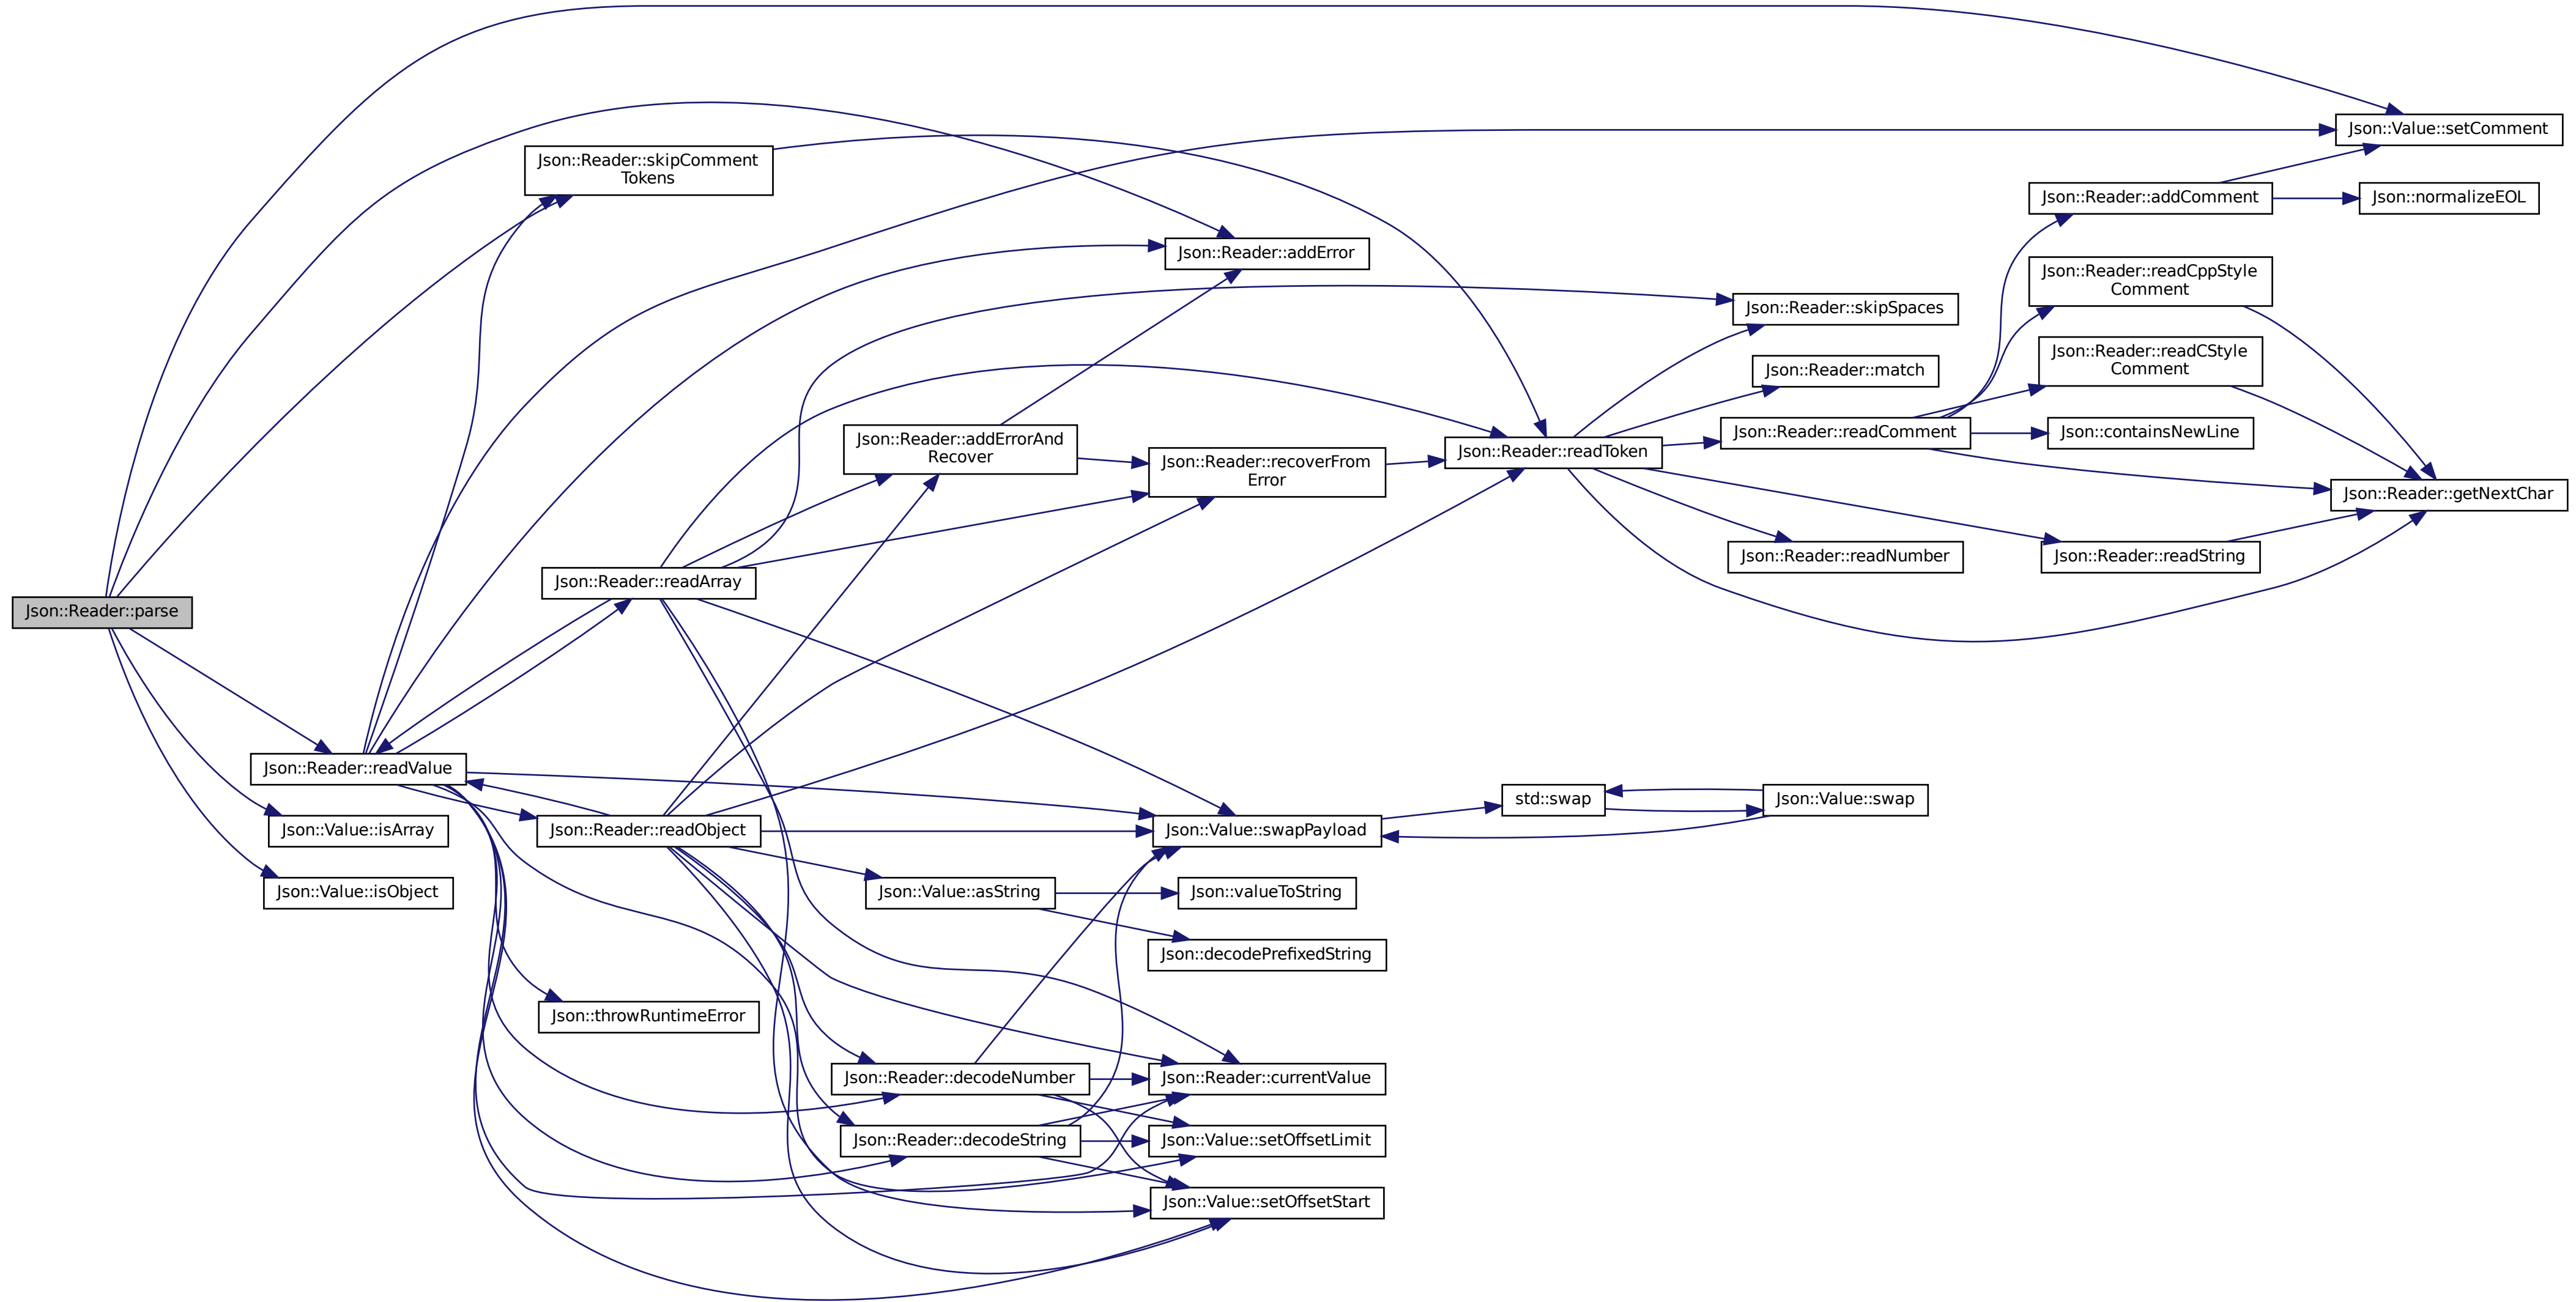 Json::Value::setComment
Json::Reader::skipComment
Tokens
Json::Reader::addComment
Json::normalizeEOL
Json::Reader::addError
Json::Reader::readCppStyle
Comment
Json::Reader::skipSpaces
Json::Reader::readCStyle
Comment
Json::Reader::match
Json::Reader::addErrorAnd
Recover
Json::Reader::readComment
Json::containsNewLine
Json::Reader::recoverFrom
Error
Json::Reader::readToken
Json::Reader::getNextChar
Json::Reader::readNumber
Json::Reader::readString
Json::Reader::readArray
Json::Reader::parse
Json::Reader::readValue
std::swap
Json::Value::swap
Json::Value::isArray
Json::Reader::readObject
Json::Value::swapPayload
Json::Value::isObject
Json::Value::asString
Json::valueToString
Json::decodePrefixedString
Json::throwRuntimeError
Json::Reader::decodeNumber
Json::Reader::currentValue
Json::Reader::decodeString
Json::Value::setOffsetLimit
Json::Value::setOffsetStart